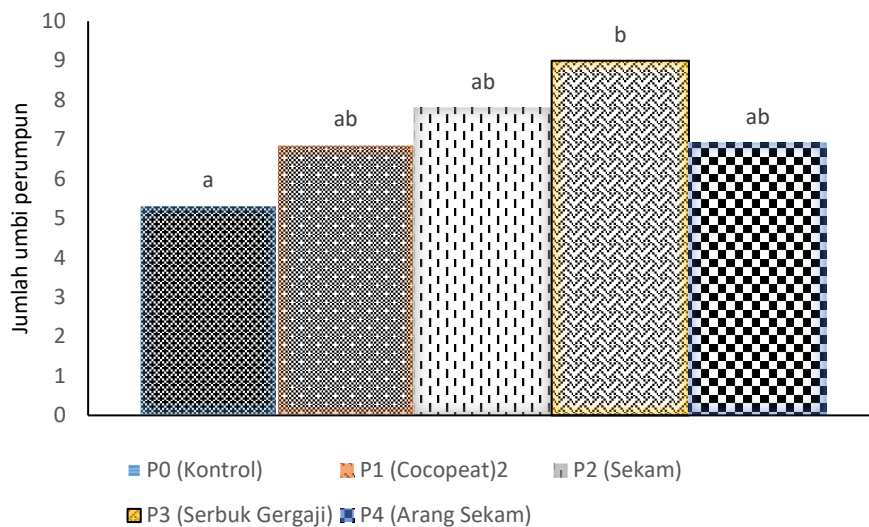 10
9
8
7
6
5
4
3
2
1
0
Jumlah umbi perumpun
a
ab
ab
b
ab
P0 (Kontrol) P1 (Cocopeat)2 P2 (Sekam)
P3 (Serbuk Gergaji) P4 (Arang Sekam)